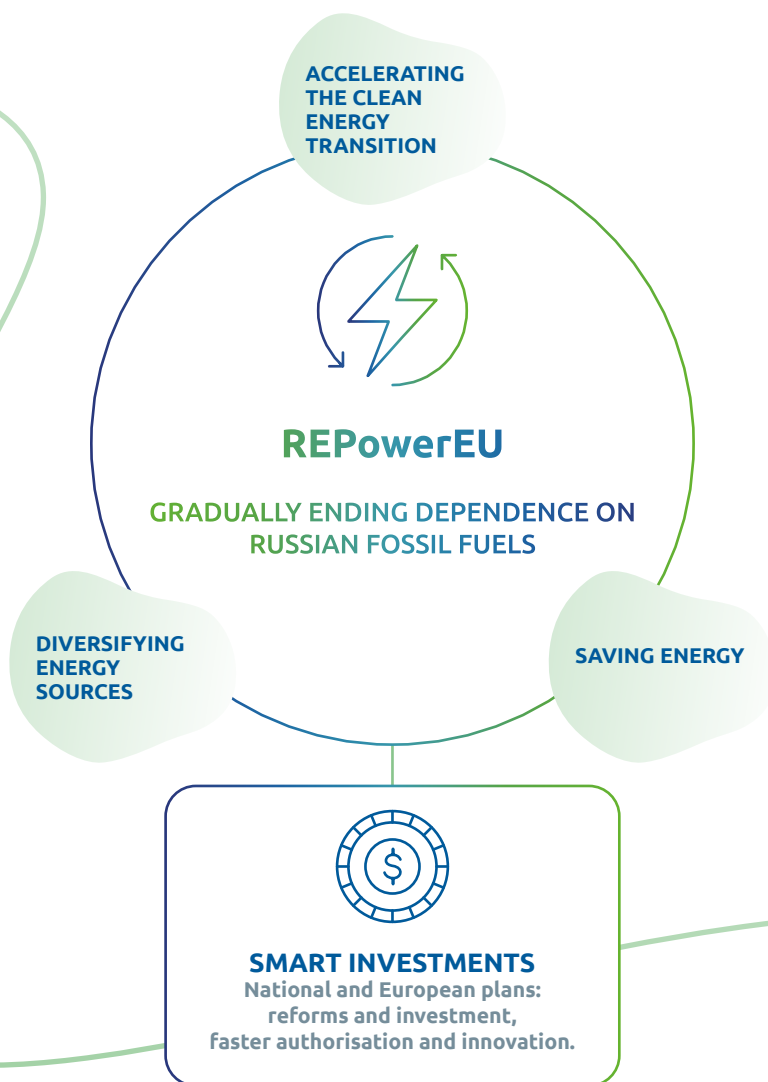 ACCELERATING
THE CLEAN
ENERGY
TRANSITION
REPowerEU
GRADUALLY ENDING DEPENDENCE ON
RUSSIAN FOSSIL FUELS
DIVERSIFYING
ENERGY
SOURCES
SAVING ENERGY
$
SMART INVESTMENTS
National and European plans:
reforms and investment,
faster authorisation and innovation.